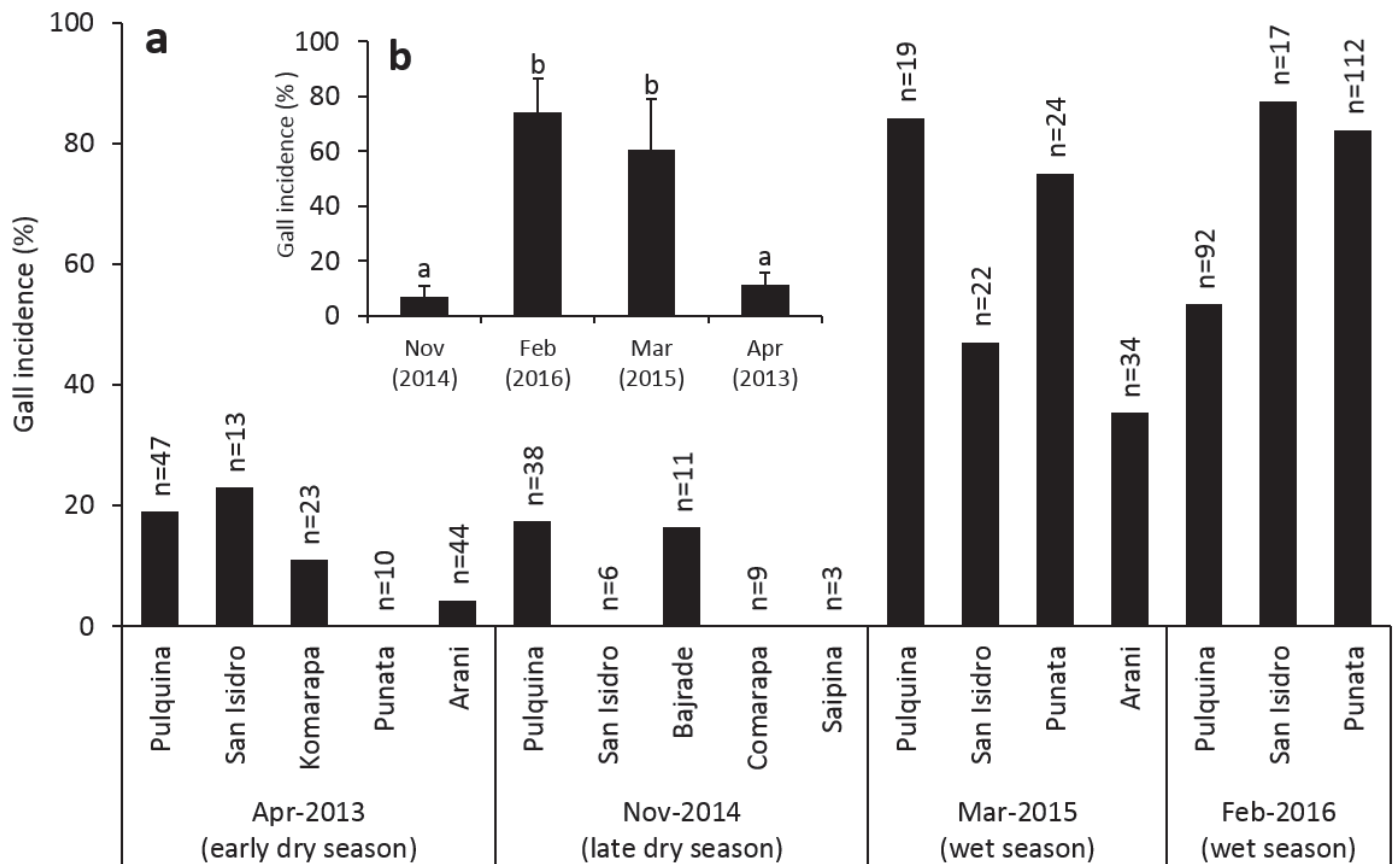 a
Gall incidence (%)
100
80
60
40
20
0
n=47
n=13
n=23
n=10
n=44
n=38
n=6
n=11
n=9
n=3
n=19
n=22
n=24
n=34
n=92
n=17
n=112
Pulquina
San Isidro
Komarapa
Punata
Arani
Pulquina
San Isidro
Bajrade
Comarapa
Saipina
Pulquina
San Isidro
Punata
Arani
Pulquina
San Isidro
Punata
Apr-2013
(early dry season)
Nov-2014
(late dry season)
Mar-2015
(wet season)
Feb-2016
(wet season)
b
Gall incidence (%)
100
80
60
40
20
0
a
b
b
a
Nov
(2014)
Feb
(2016)
Mar
(2015)
Apr
(2013)